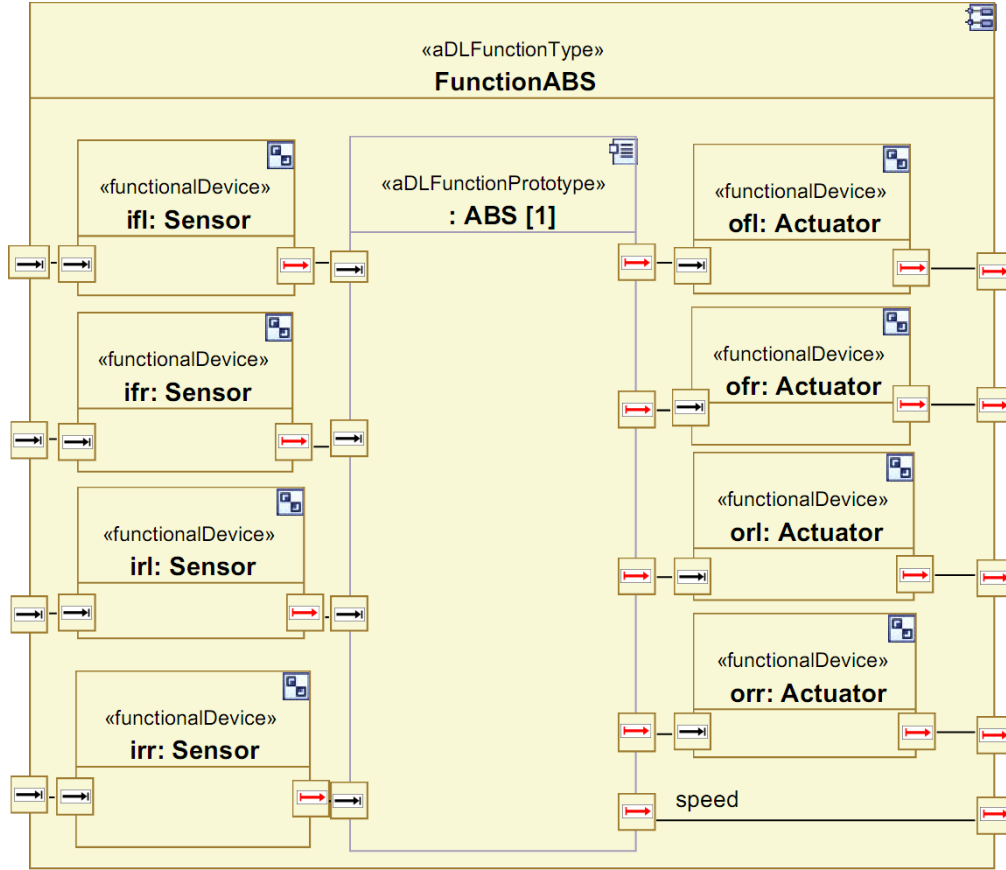 «aDLFunctionType»
FunctionABS
«functionalDevice»
ifl: Sensor
«functionalDevice»
ifr: Sensor
«functionalDevice»
irl: Sensor
«functionalDevice»
irr: Sensor
«aDLFunctionPrototype»
: ABS [1]
«functionalDevice»
ofl: Actuator
«functionalDevice»
ofr: Actuator
«functionalDevice»
orl: Actuator
«functionalDevice»
orr: Actuator
speed